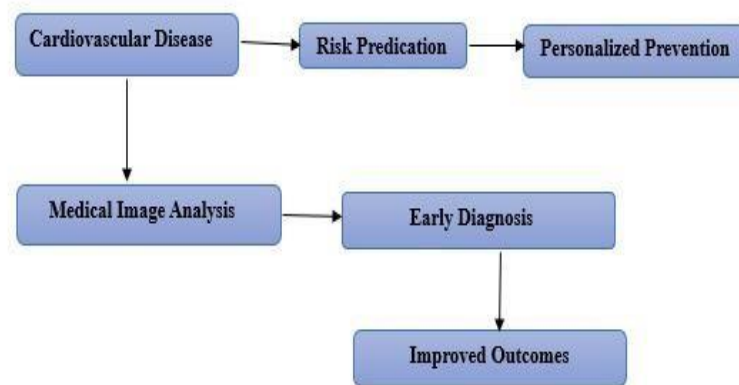 Cardiovascular Disease
Risk Predication
Personalized Prevention
Medical Image Analysis
Early Diagnosis
Improved Outcomes